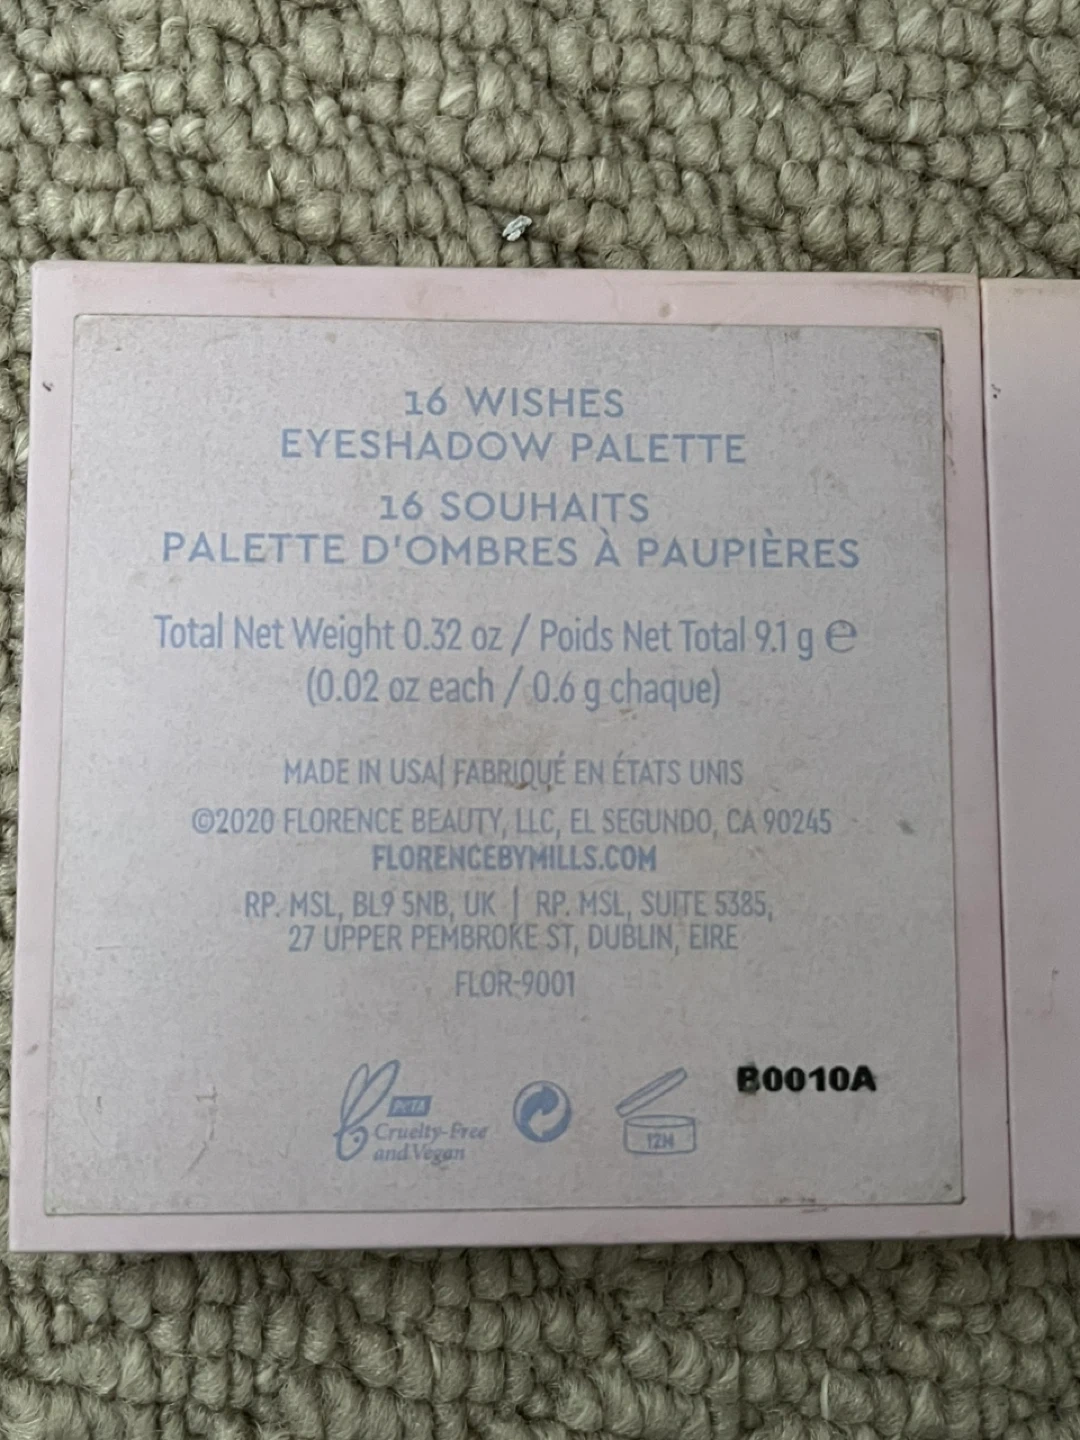 16 WISHES
EYESHADOW PALETTE
16 SOUHAITS
PALETTE D'OMBRES À PAUPIÈRES
Total Net Weight 0.32 oz / Poids Net Total 9.1 g ℮
(0.02 oz each / 0.6 g chaque)
MADE IN USA| FABRIQUÉ EN ÉTATS UNIS
©2020 FLORENCE BEAUTY, LLC, EL SEGUNDO, CA 90245
FLORENCEBYMILLS.COM
RP. MSL, BL9 5NB, UK | RP. MSL, SUITE 5385,
27 UPPER PEMBROKE ST, DUBLIN, EIRE
FLOR-9001
B0010A
PETA
Cruelty-Free
and Vegan
12M